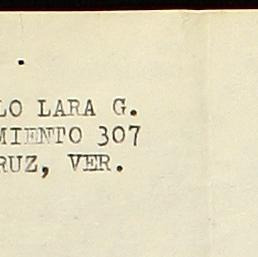 LO LARA G.
MIENTO 307
RUZ, VER.